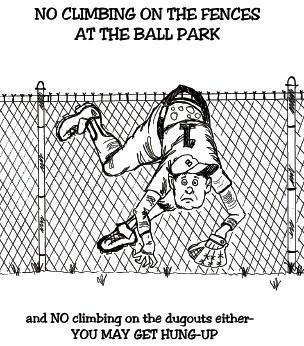 NO CLIMBING ON THE FENCES
AT THE BALL PARK
L
and NO climbing on the dugouts either-
YOU MAY GET HUNG-UP